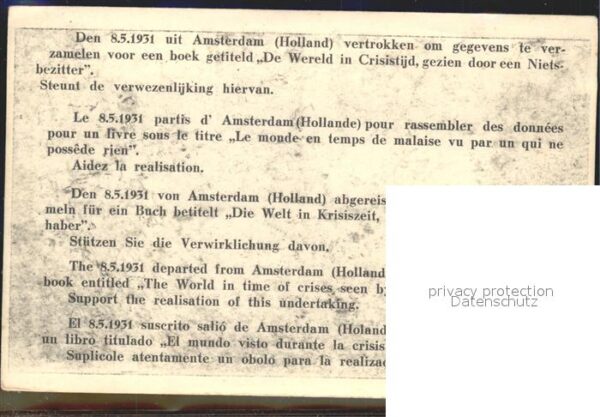 Den 8.5.1931 uit Amsterdam (Holland) vertrokken om gegevens te ver-
zamelen voor een boek getiteld „De Wereld in Crisistijd, gezien door een Niets-
bezitter”.
Steunt de verwezenlijking hiervan.
Le 8.5.1931 partis d' Amsterdam (Hollande) pour rassembler des données
pour un livre sous le titre „Le monde en temps de malaise vu par un qui ne
possêde rien”.
Aidez la realisation.
Den 8.5.1931 von Amsterdam (Holland) abgereis
meln für ein Buch betitelt „Die Welt in Krisiszeit,
haber”.
Stützen Sie die Verwirklichung davon.
The 8.5.1931 departed from Amsterdam (Holland
book entitled „The World in time of crises seen by
Support the realisation of this undertaking.
El 8.5.1931 suscrito salió de Amsterdam (Holand
un libro titulado „El mundo visto durante la crisis
Suplicole atentamente un obolo para la realizac
privacy protection
Datenschutz